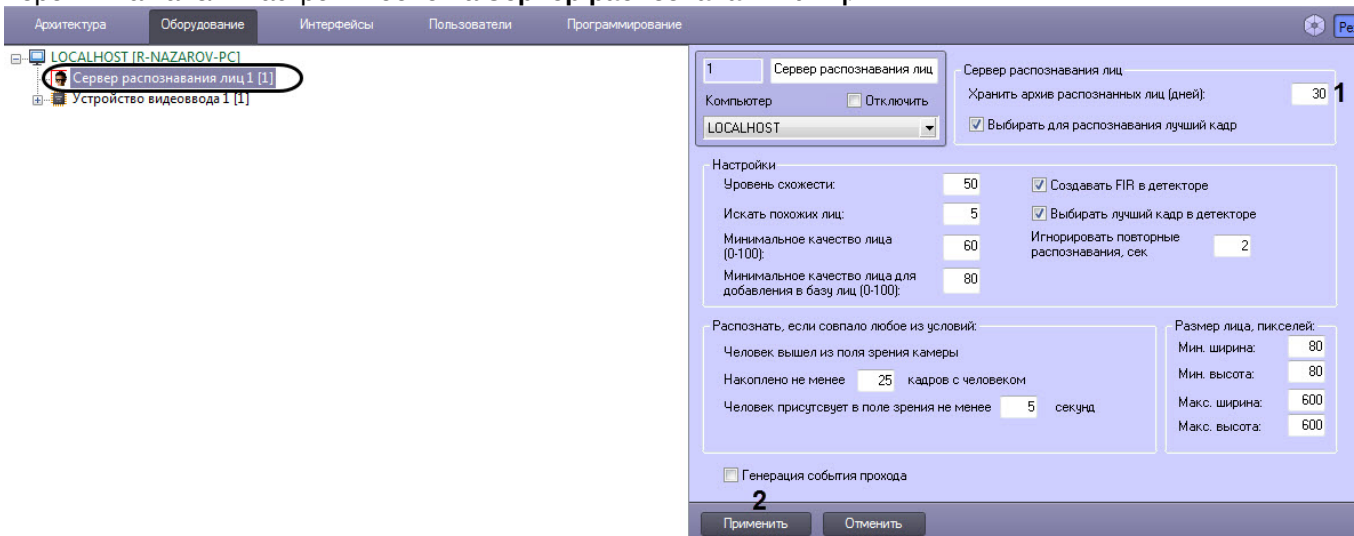 Архитектура Оборудование Интерфейсы Пользователи Программирование
LOCALHOST [R-NAZAROV-PC]
Сервер распознавания лиц 1 [1]
Устройство видеоввода 1 [1]
1 Сервер распознавания лиц
Компьютер Отключить
LOCALHOST
Сервер распознавания лиц
Хранить архив распознанных лиц (дней): 30 1
Выбирать для распознавания лучший кадр
Настройки
Уровень схожести: 50
Создавать FIR в детекторе
Искать похожих лиц: 5
Выбирать лучший кадр в детекторе
Минимальное качество лица
(0-100): 60
Игнорировать повторные
распознавания, сек 2
Минимальное качество лица для
добавления в базу лиц (0-100): 80
Распознать, если совпало любое из условий:
Человек вышел из поля зрения камеры
Накоплено не менее 25 кадров с человеком
Человек присутсвует в поле зрения не менее 5 секунд
Размер лица, пикселей:
Мин. ширина: 80
Мин. высота: 80
Макс. ширина: 600
Макс. высота: 600
Генерация события прохода
2
Применить Отменить